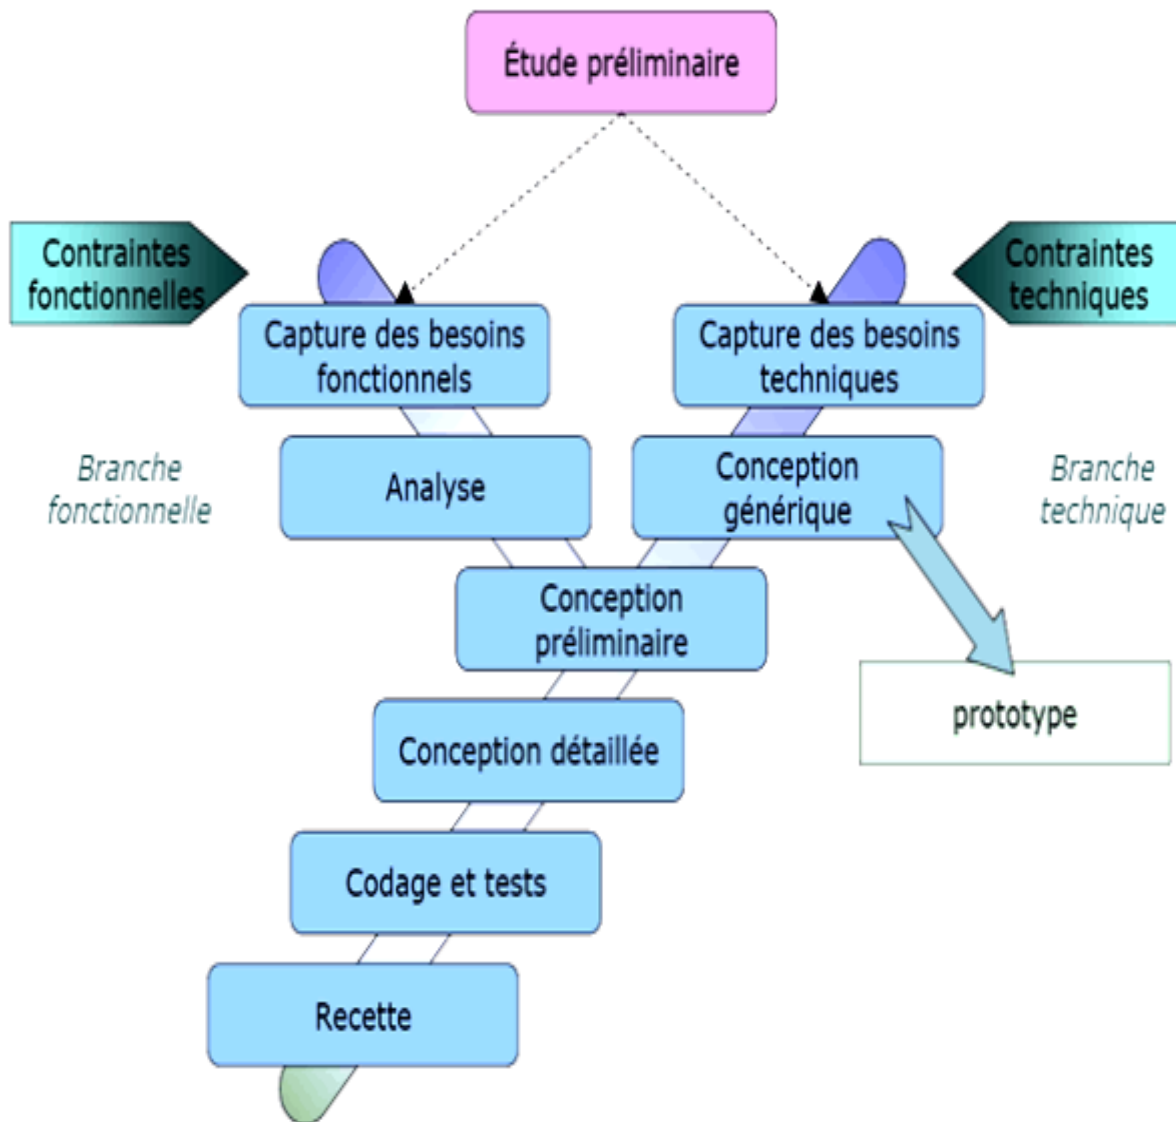 Étude préliminaire
Contraintes
fonctionnelles
Contraintes
techniques
Capture des besoins
fonctionnels
Capture des besoins
techniques
Branche
fonctionnelle
Analyse
Conception
générique
Branche
technique
Conception
préliminaire
prototype
Conception détaillée
Codage et tests
Recette